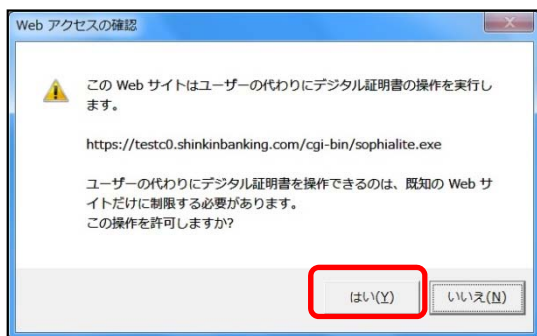 Web アクセスの確認
この Web サイトはユーザーの代わりにデジタル証明書の操作を実行し
ます。
https://testc0.shinkinbanking.com/cgi-bin/sophialite.exe
ユーザーの代わりにデジタル証明書を操作できるのは、既知の Web サ
イトだけに制限する必要があります。
この操作を許可しますか?
はい(Y) いいえ(N)